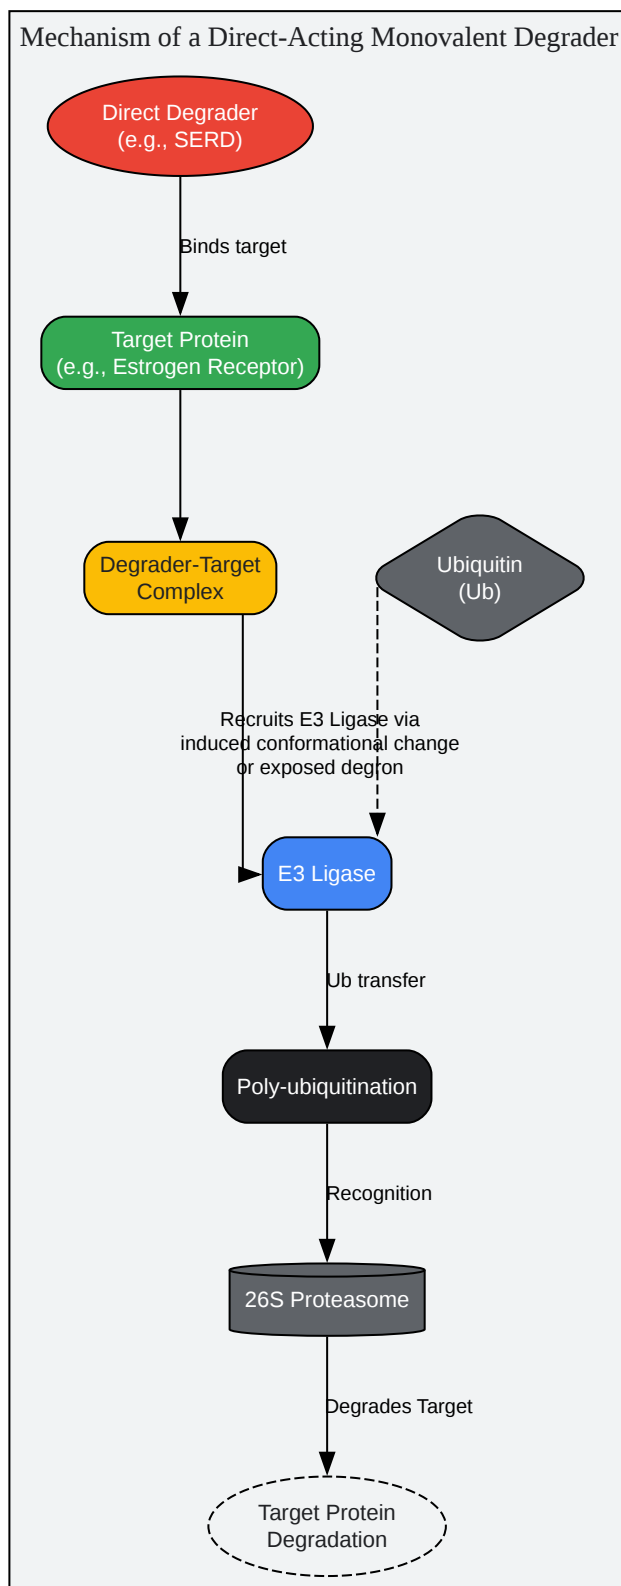 Mechanism of a Direct-Acting Monovalent Degrader
Direct Degrader
(e.g., SERD)
Binds target
Target Protein
(e.g., Estrogen Receptor)
Degrader-Target
Complex
Ubiquitin
(Ub)
Recruits E3 Ligase via
induced conformational change
or exposed degron
E3 Ligase
Ub transfer
Poly-ubiquitination
Recognition
26S Proteasome
Degrades Target
Target Protein
Degradation